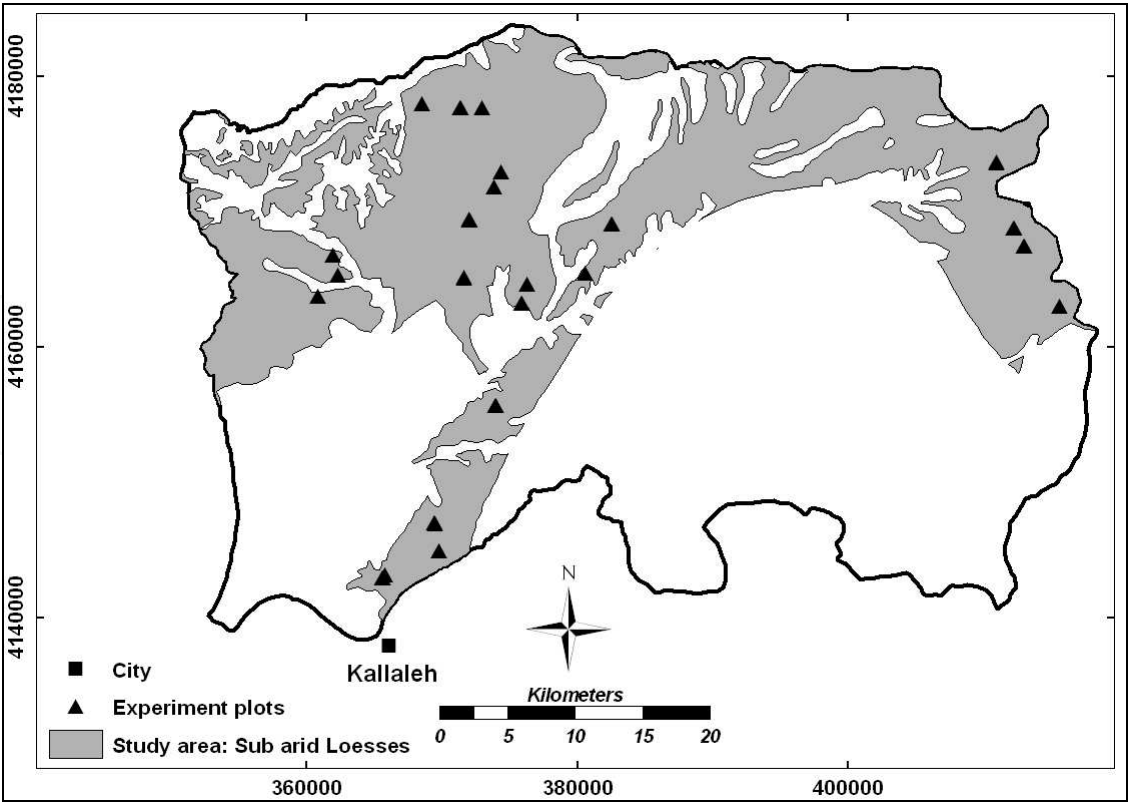 4180000
4160000
4140000
N
City
Kallaleh
Experiment plots
Kilometers
Study area: Sub arid Loesses
0 5 10 15 20
360000 380000 400000